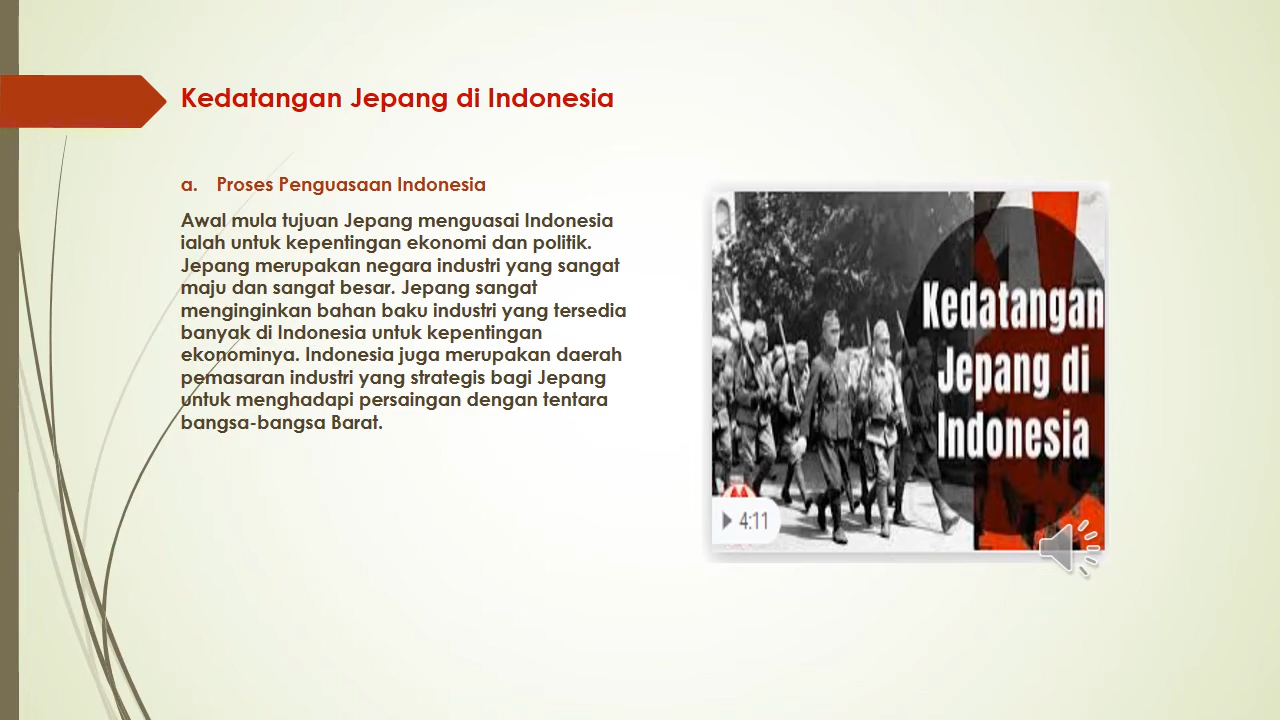 Kedatangan Jepang di Indonesia
a. Proses Penguasaan Indonesia
Awal mula tujuan Jepang menguasai Indonesia
ialah untuk kepentingan ekonomi dan politik.
Jepang merupakan negara industri yang sangat
maju dan sangat besar. Jepang sangat
menginginkan bahan baku industri yang tersedia
banyak di Indonesia untuk kepentingan
ekonominya. Indonesia juga merupakan daerah
pemasaran industri yang strategis bagi Jepang
untuk menghadapi persaingan dengan tentara
bangsa-bangsa Barat.
Kedatangan
Jepang di
Indonesia
4:11